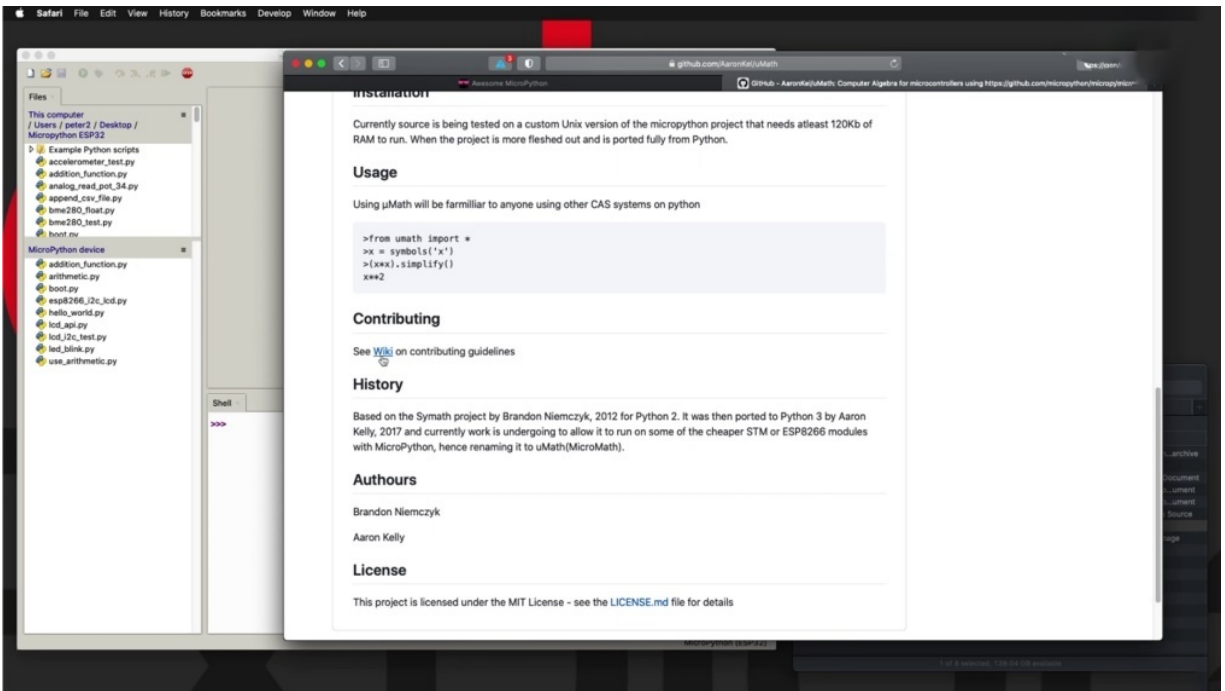 Safari File Edit View History Bookmarks Develop Window Help
github.com/AaronKel/uMath
Awesome MicroPython
GitHub - AaronKel/uMath: Computer Algebra for microcontrollers using https://github.com/micropython/micropy/micr
Files
This computer
/ Users / peter2 / Desktop /
Micropython ESP32
Example Python scripts
accelerometer_test.py
addition_function.py
analog_read_pot_34.py
append_csv_file.py
bme280_float.py
bme280_test.py
boot.py
MicroPython device
addition_function.py
arithmetic.py
boot.py
esp8266_i2c_lcd.py
hello_world.py
lcd_api.py
lcd_i2c_test.py
led_blink.py
use_arithmetic.py
Shell
>>>
Installation
Currently source is being tested on a custom Unix version of the micropython project that needs atleast 120Kb of
RAM to run. When the project is more fleshed out and is ported fully from Python.
Usage
Using µMath will be farmilliar to anyone using other CAS systems on python
>from umath import *
>x = symbols('x')
>(x*x).simplify()
x**2
Contributing
See Wiki on contributing guidelines
History
Based on the Symath project by Brandon Niemczyk, 2012 for Python 2. It was then ported to Python 3 by Aaron
Kelly, 2017 and currently work is undergoing to allow it to run on some of the cheaper STM or ESP8266 modules
with MicroPython, hence renaming it to uMath(MicroMath).
Authours
Brandon Niemczyk
Aaron Kelly
License
This project is licensed under the MIT License - see the LICENSE.md file for details
MicroPython (ESP32)
...archive
Document
...ument
...ument
Source